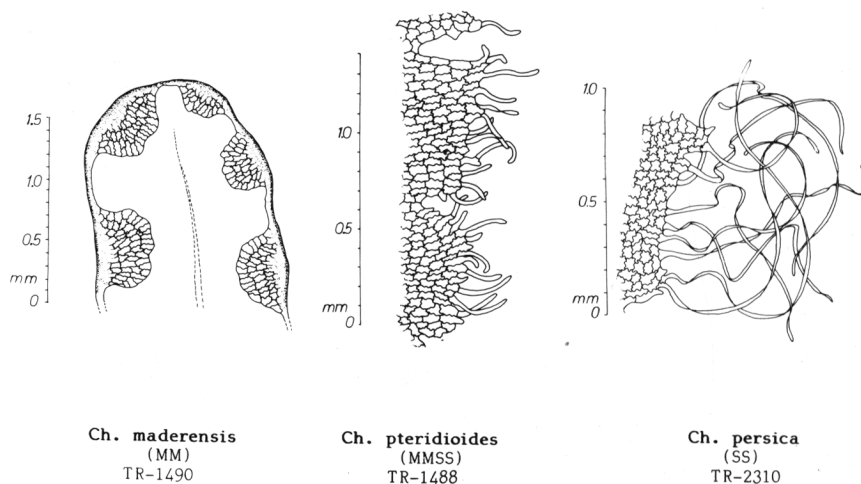 1.5
1.0
0.5
mm
0
1.0
0.5
mm
0
1.0
0.5
mm
0
Ch. maderensis
(MM)
TR-1490
Ch. pteridioides
(MMSS)
TR-1488
Ch. persica
(SS)
TR-2310